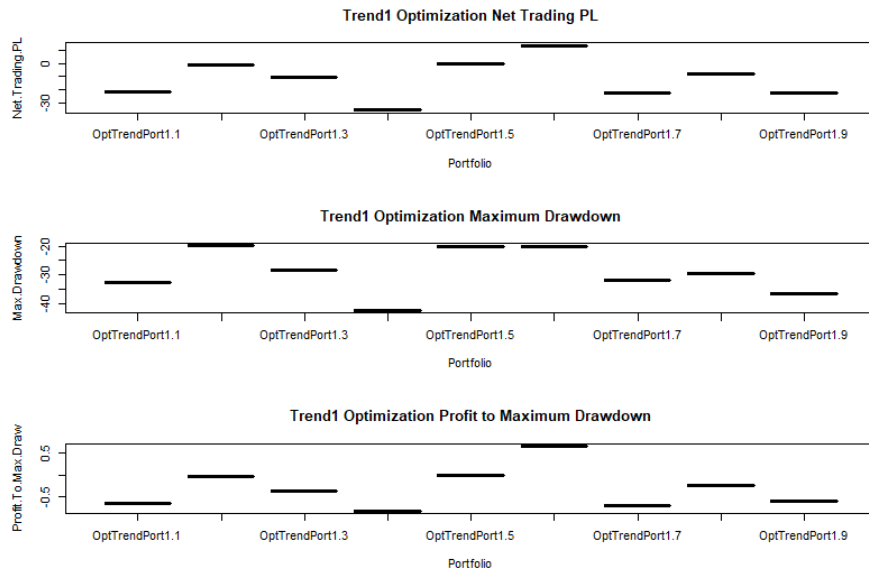 Trend1 Optimization Net Trading PL
Net.Trading.PL
0
-30
OptTrendPort1.1 OptTrendPort1.3 OptTrendPort1.5 OptTrendPort1.7 OptTrendPort1.9
Portfolio
Trend1 Optimization Maximum Drawdown
Max.Drawdown
-20
-30
-40
OptTrendPort1.1 OptTrendPort1.3 OptTrendPort1.5 OptTrendPort1.7 OptTrendPort1.9
Portfolio
Trend1 Optimization Profit to Maximum Drawdown
Profit.To.Max.Draw
0.5
-0.5
OptTrendPort1.1 OptTrendPort1.3 OptTrendPort1.5 OptTrendPort1.7 OptTrendPort1.9
Portfolio